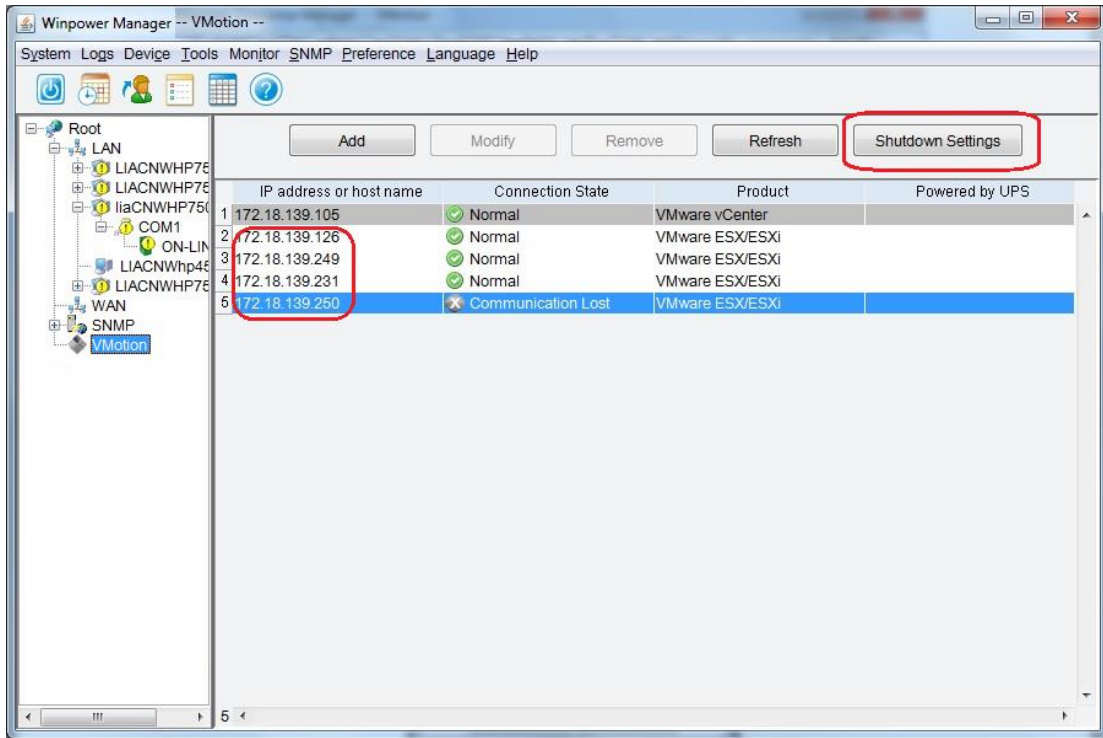 Winpower Manager -- VMotion --
System Logs Device Tools Monitor SNMP Preference Language Help
Add Modify Remove Refresh Shutdown Settings
Root
LAN
LIACNWHP75
LIACNWHP75
liaCNWHP750
COM1
ON-LIN
LIACNWhp45
LIACNWHP75
WAN
SNMP
VMotion
IP address or host name Connection State Product Powered by UPS
1 172.18.139.105 Normal VMware vCenter
2 172.18.139.126 Normal VMware ESX/ESXi
3 172.18.139.249 Normal VMware ESX/ESXi
4 172.18.139.231 Normal VMware ESX/ESXi
5 172.18.139.250 Communication Lost VMware ESX/ESXi
5